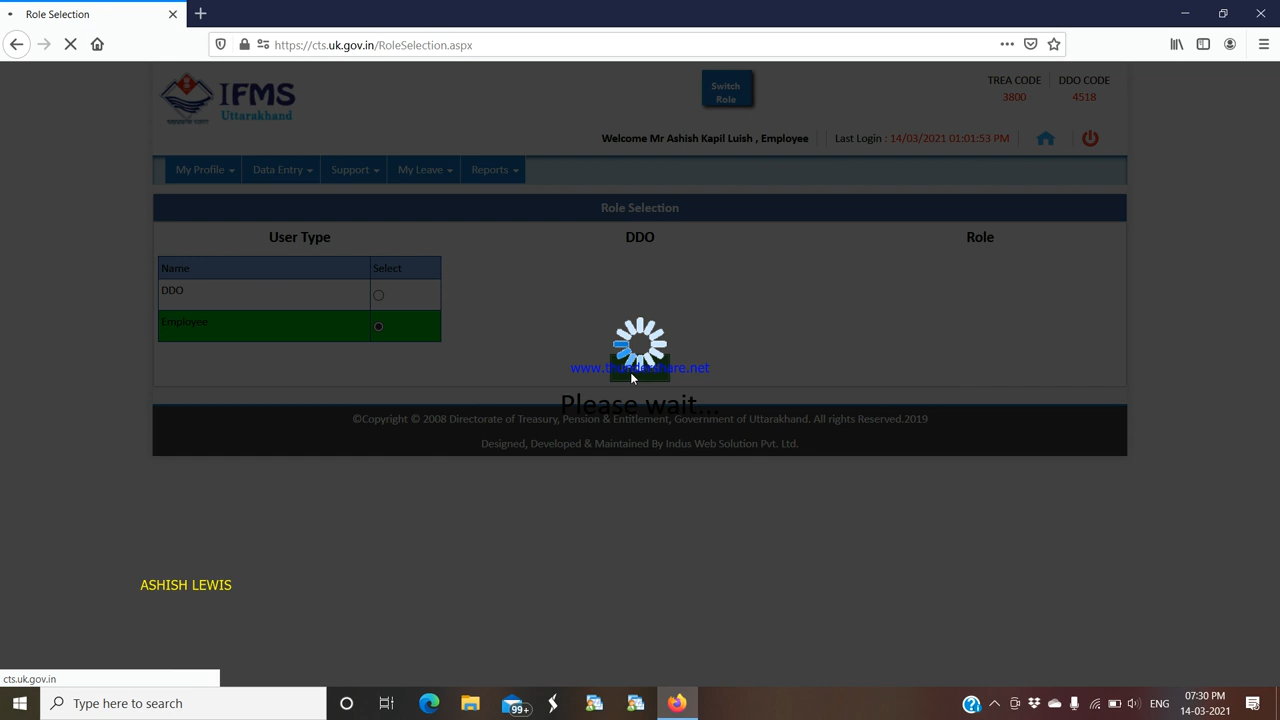 Role Selection
https://cts.uk.gov.in/RoleSelection.aspx
IFMS
Uttarakhand
Switch
Role
TREA CODE
DDO CODE
3800
4518
Welcome Mr Ashish Kapil Luish , Employee
Last Login : 14/03/2021 01:01:53 PM
My Profile
Data Entry
Support
My Leave
Reports
Role Selection
User Type
DDO
Role
Name
Select
DDO
Employee
www.thundershare.net
Please wait...
©Copyright © 2008 Directorate of Treasury, Pension & Entitlement, Government of Uttarakhand. All rights Reserved.2019
Designed, Developed & Maintained By Indus Web Solution Pvt. Ltd.
ASHISH LEWIS
cts.uk.gov.in
Type here to search
99+
ENG
07:30 PM
14-03-2021